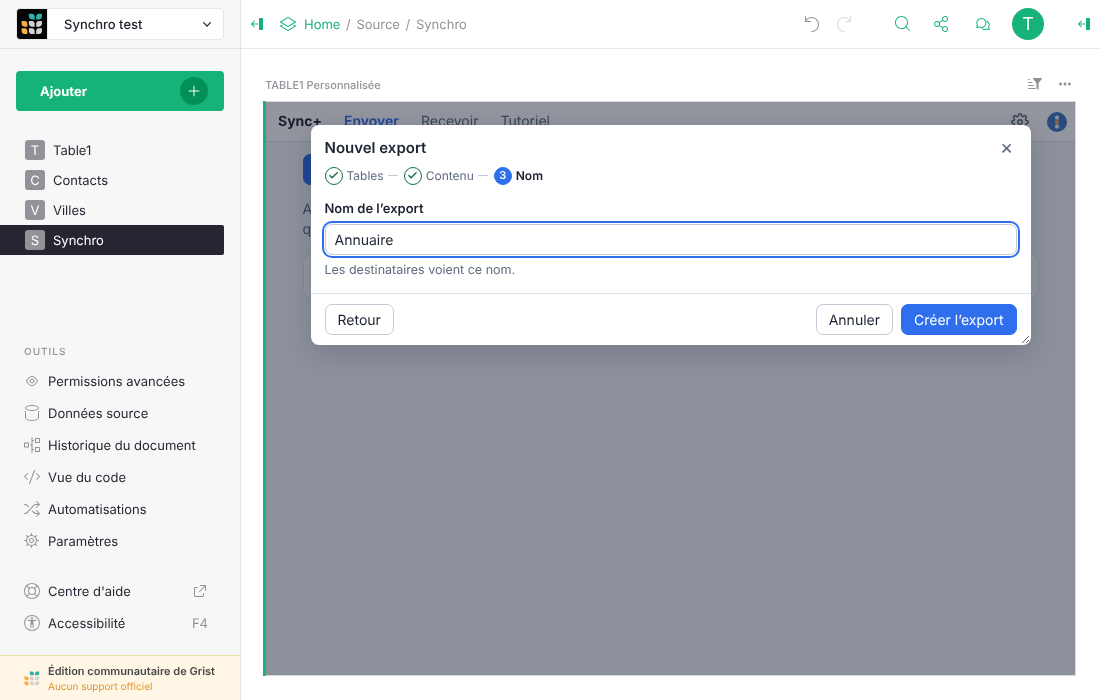 Synchro test
Home / Source / Synchro
T
Ajouter
TABLE1 Personnalisée
T Table1
C Contacts
V Villes
S Synchro
Sync+ Envoyer Recevoir Tutoriel
Nouvel export
Tables
Contenu
3 Nom
Nom de l’export
Annuaire
Les destinataires voient ce nom.
Retour
Annuler
Créer l’export
OUTILS
Permissions avancées
Données source
Historique du document
Vue du code
Automatisations
Paramètres
Centre d'aide
Accessibilité F4
Édition communautaire de Grist
Aucun support officiel